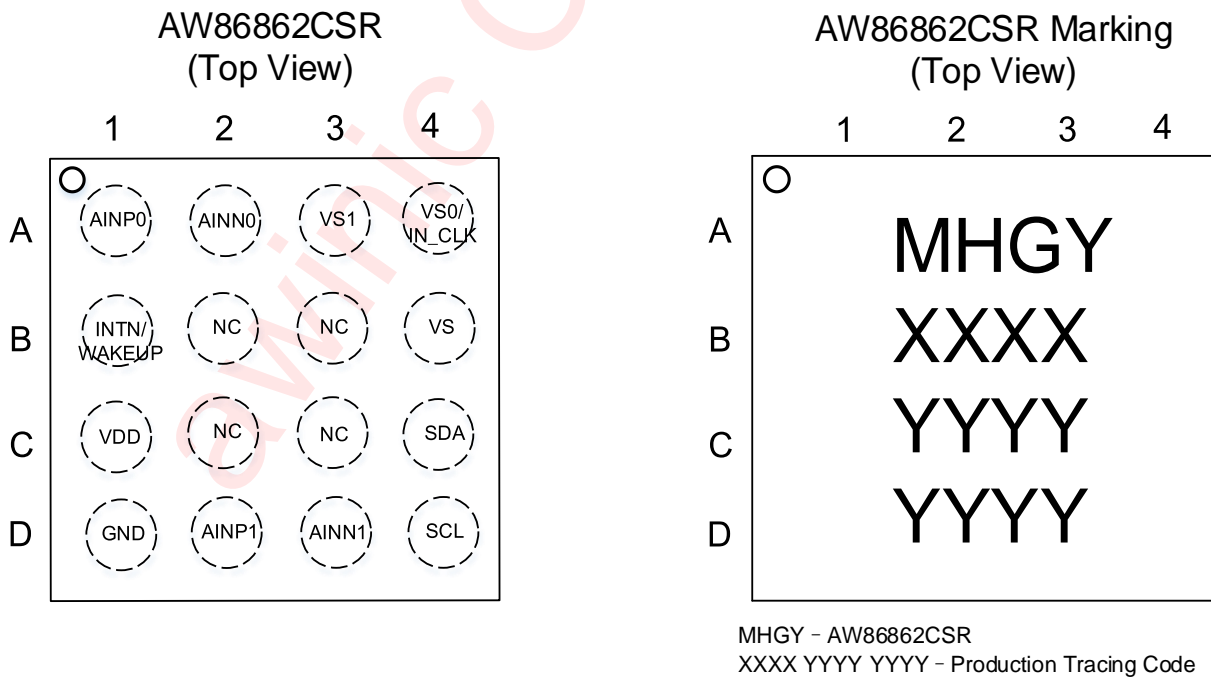 AW86862CSR
(Top View)
1 2 3 4
A AINP0 AINN0 VS1 VS0/
IN_CLK
B INTN/
WAKEUP NC NC VS
C VDD NC NC SDA
D GND AINP1 AINN1 SCL
AW86862CSR Marking
(Top View)
1 2 3 4
A MHGY
B XXXX
C YYYY
D YYYY
MHGY – AW86862CSR
XXXX YYYY YYYY – Production Tracing Code
awinic